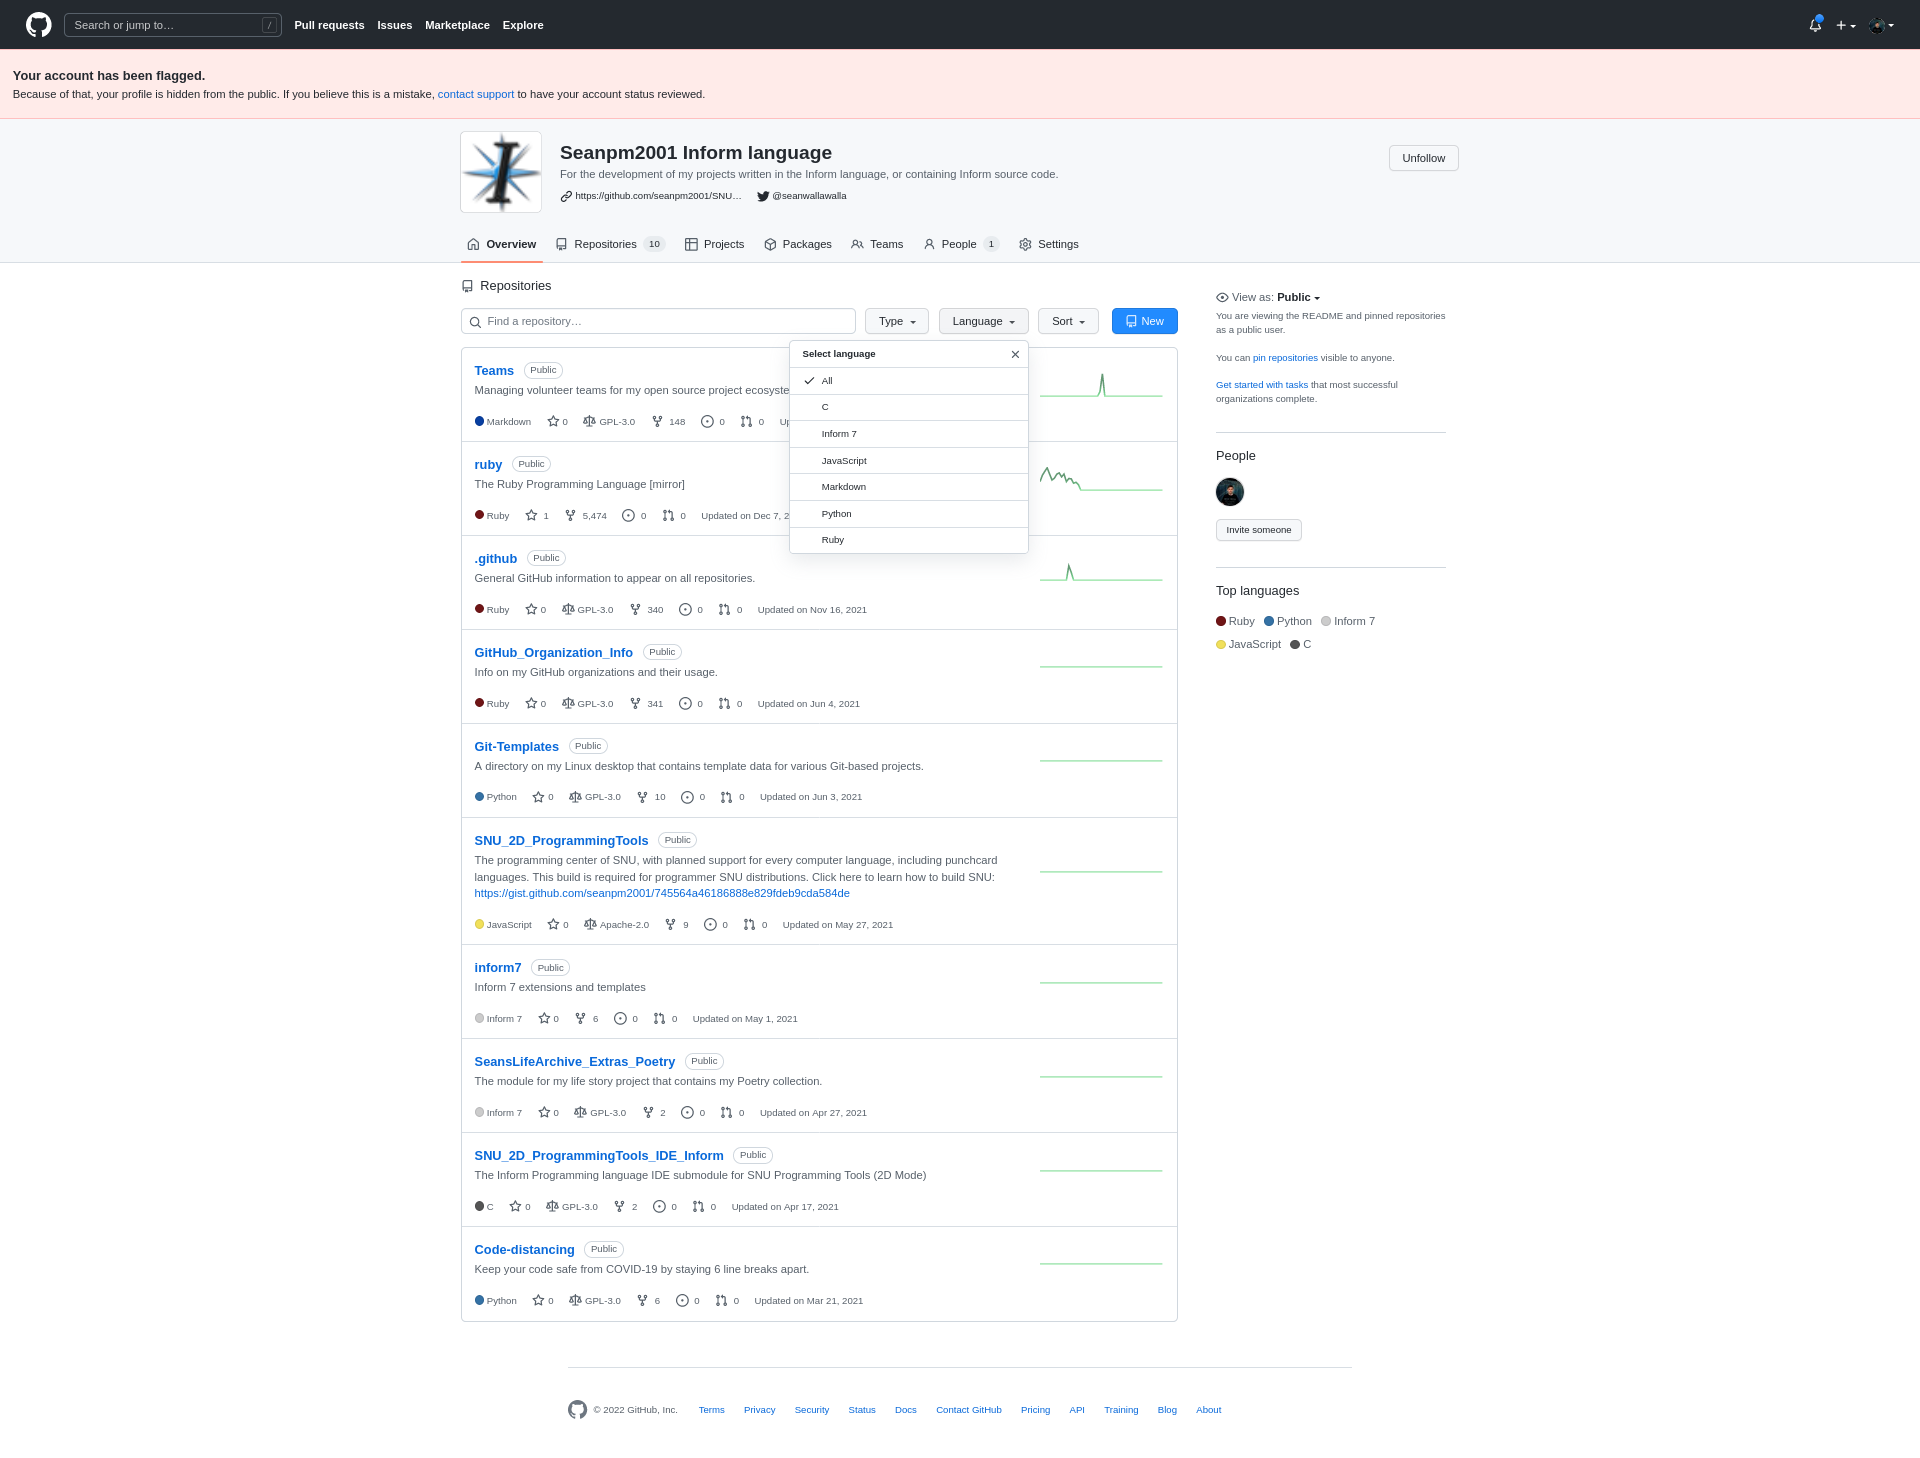 Search or jump to… /
Pull requests Issues Marketplace Explore
Your account has been flagged.
Because of that, your profile is hidden from the public. If you believe this is a mistake, contact support to have your account status reviewed.
Seanpm2001 Inform language
Unfollow
For the development of my projects written in the Inform language, or containing Inform source code.
https://github.com/seanpm2001/SNU… @seanwallawalla
Overview Repositories 10 Projects Packages Teams People 1 Settings
Repositories
Find a repository… Type Language Sort New
Select language
All
C
Inform 7
JavaScript
Markdown
Python
Ruby
Teams Public
Managing volunteer teams for my open source project ecosyste
Markdown 0 GPL-3.0 148 0 0 Up
ruby Public
The Ruby Programming Language [mirror]
Ruby 1 5,474 0 0 Updated on Dec 7, 2
.github Public
General GitHub information to appear on all repositories.
Ruby 0 GPL-3.0 340 0 0 Updated on Nov 16, 2021
GitHub_Organization_Info Public
Info on my GitHub organizations and their usage.
Ruby 0 GPL-3.0 341 0 0 Updated on Jun 4, 2021
Git-Templates Public
A directory on my Linux desktop that contains template data for various Git-based projects.
Python 0 GPL-3.0 10 0 0 Updated on Jun 3, 2021
SNU_2D_ProgrammingTools Public
The programming center of SNU, with planned support for every computer language, including punchcard
languages. This build is required for programmer SNU distributions. Click here to learn how to build SNU:
https://gist.github.com/seanpm2001/745564a46186888e829fdeb9cda584de
JavaScript 0 Apache-2.0 9 0 0 Updated on May 27, 2021
inform7 Public
Inform 7 extensions and templates
Inform 7 0 6 0 0 Updated on May 1, 2021
SeansLifeArchive_Extras_Poetry Public
The module for my life story project that contains my Poetry collection.
Inform 7 0 GPL-3.0 2 0 0 Updated on Apr 27, 2021
SNU_2D_ProgrammingTools_IDE_Inform Public
The Inform Programming language IDE submodule for SNU Programming Tools (2D Mode)
C 0 GPL-3.0 2 0 0 Updated on Apr 17, 2021
Code-distancing Public
Keep your code safe from COVID-19 by staying 6 line breaks apart.
Python 0 GPL-3.0 6 0 0 Updated on Mar 21, 2021
View as: Public
You are viewing the README and pinned repositories
as a public user.
You can pin repositories visible to anyone.
Get started with tasks that most successful
organizations complete.
People
Invite someone
Top languages
Ruby Python Inform 7
JavaScript C
© 2022 GitHub, Inc. Terms Privacy Security Status Docs Contact GitHub Pricing API Training Blog About